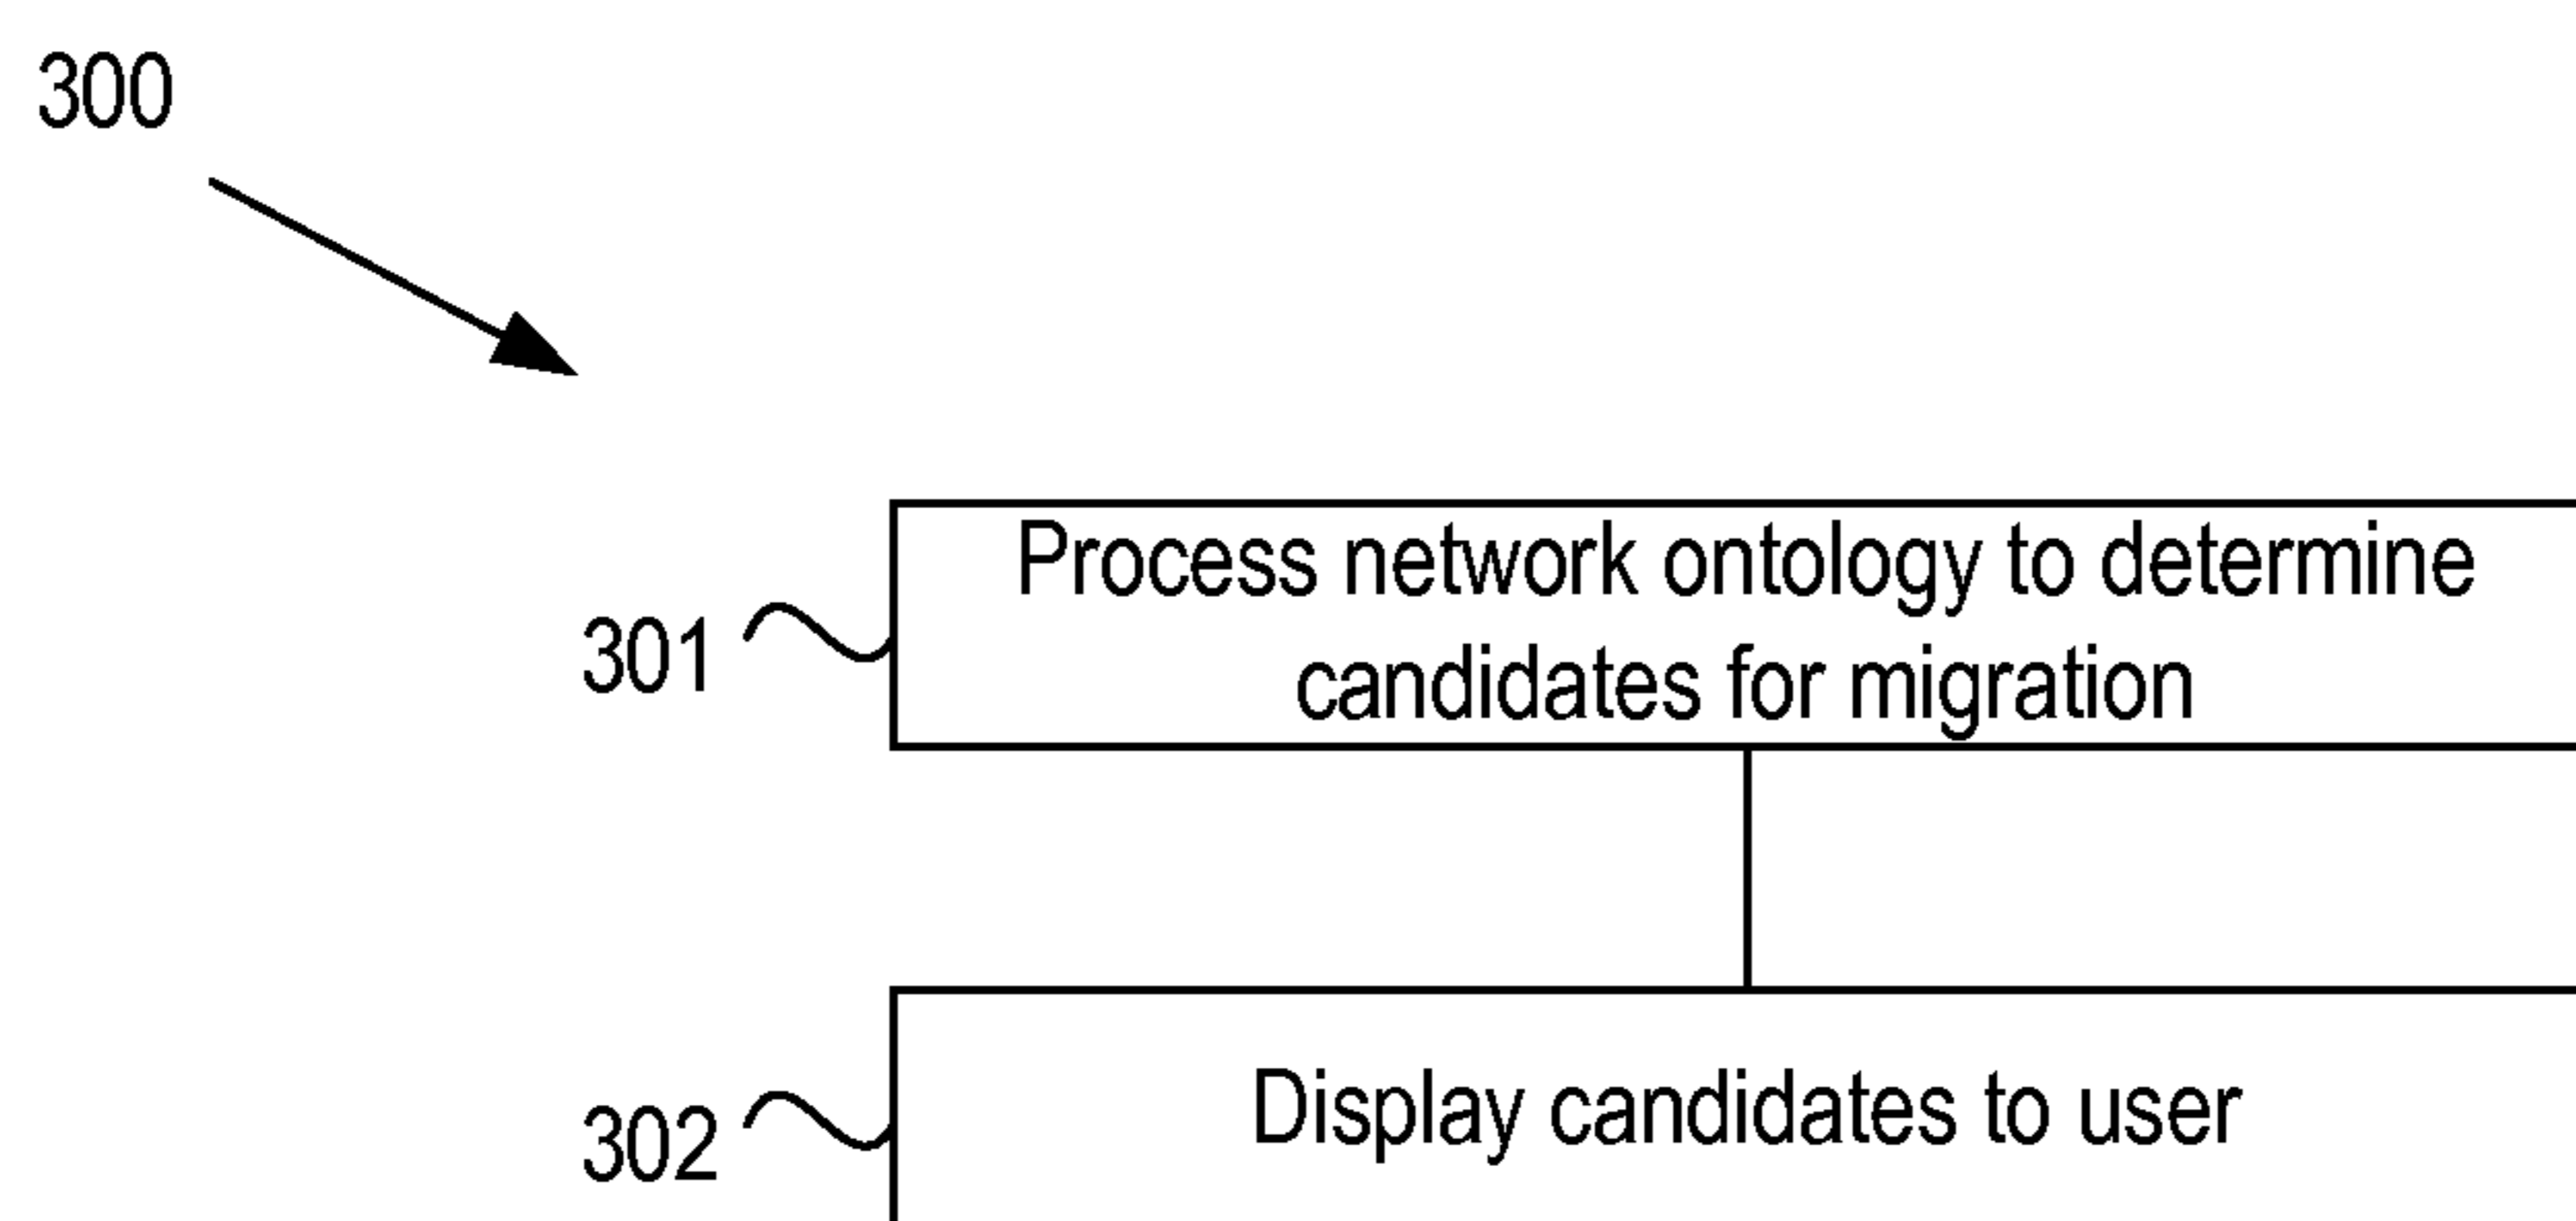 300
301
Process network ontology to determine
candidates for migration
302
Display candidates to user